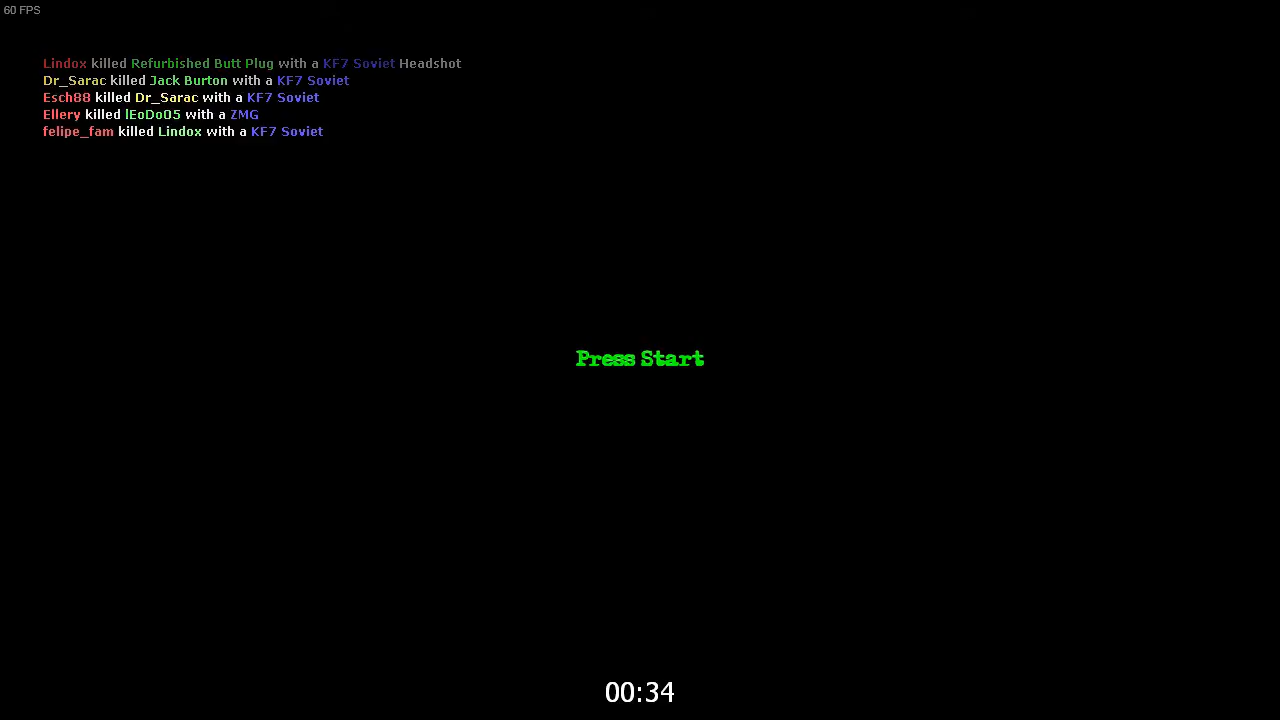 60 FPS
Lindox killed Refurbished Butt Plug with a KF7 Soviet Headshot
Dr_Sarac killed Jack Burton with a KF7 Soviet
Esch88 killed Dr_Sarac with a KF7 Soviet
Ellery killed lEoDoO5 with a ZMG
felipe_fam killed Lindox with a KF7 Soviet
Press Start
00:34